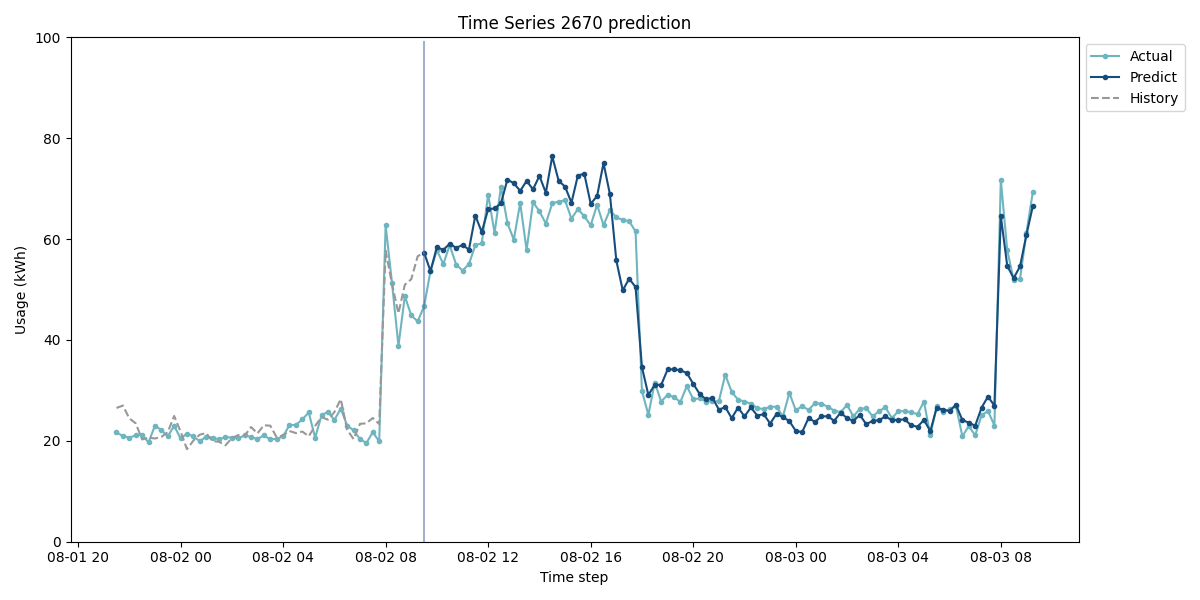 Time Series 2670 prediction
100
80
60
40
20
0
Usage (kWh)
08-01 20
08-02 00
08-02 04
08-02 08
08-02 12
08-02 16
08-02 20
08-03 00
08-03 04
08-03 08
Time step
Actual
Predict
History